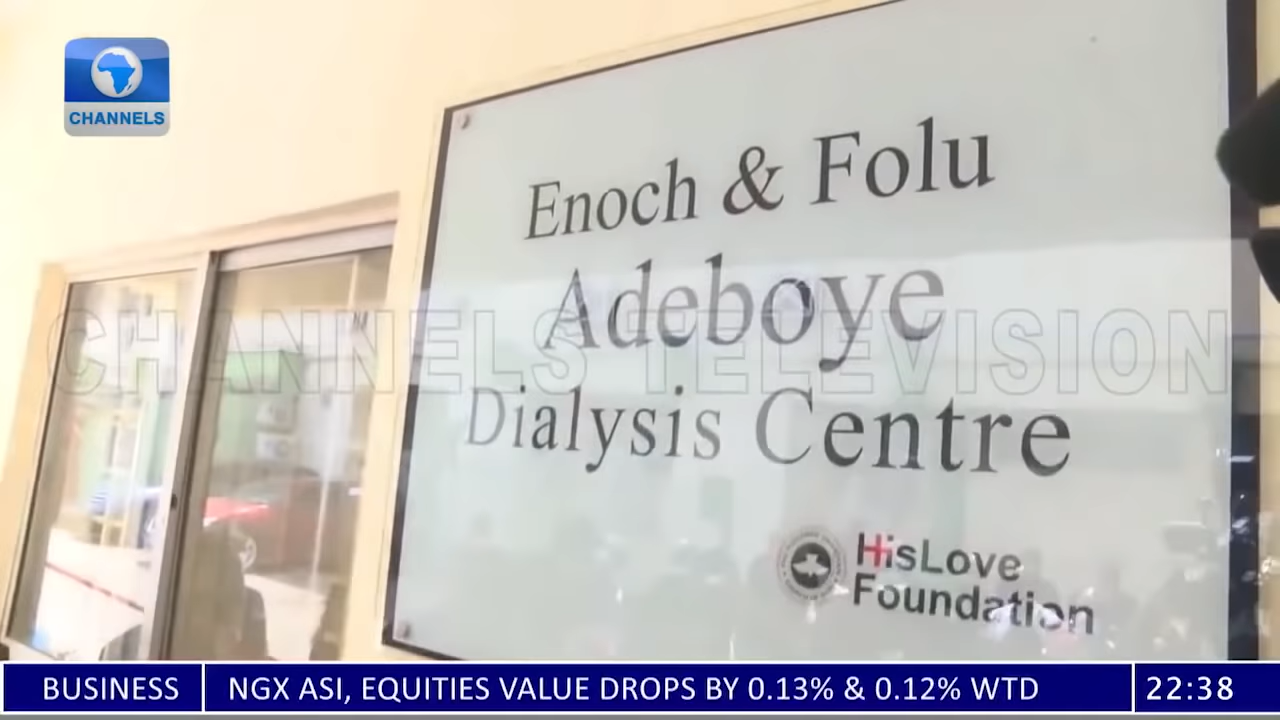 CHANNELS
Enoch & Folu
Adeboye
Dialysis Centre
CHANNELS TELEVISION
HisLove
Foundation
BUSINESS
NGX ASI, EQUITIES VALUE DROPS BY 0.13% & 0.12% WTD
22:38